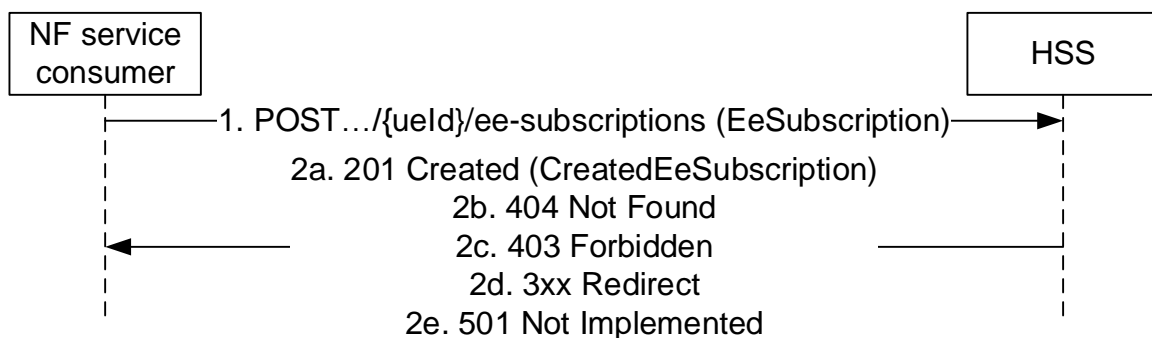 NF service
consumer
HSS
1. POST…/{ueId}/ee-subscriptions (EeSubscription)
2a. 201 Created (CreatedEeSubscription)
2b. 404 Not Found
2c. 403 Forbidden
2d. 3xx Redirect
2e. 501 Not Implemented